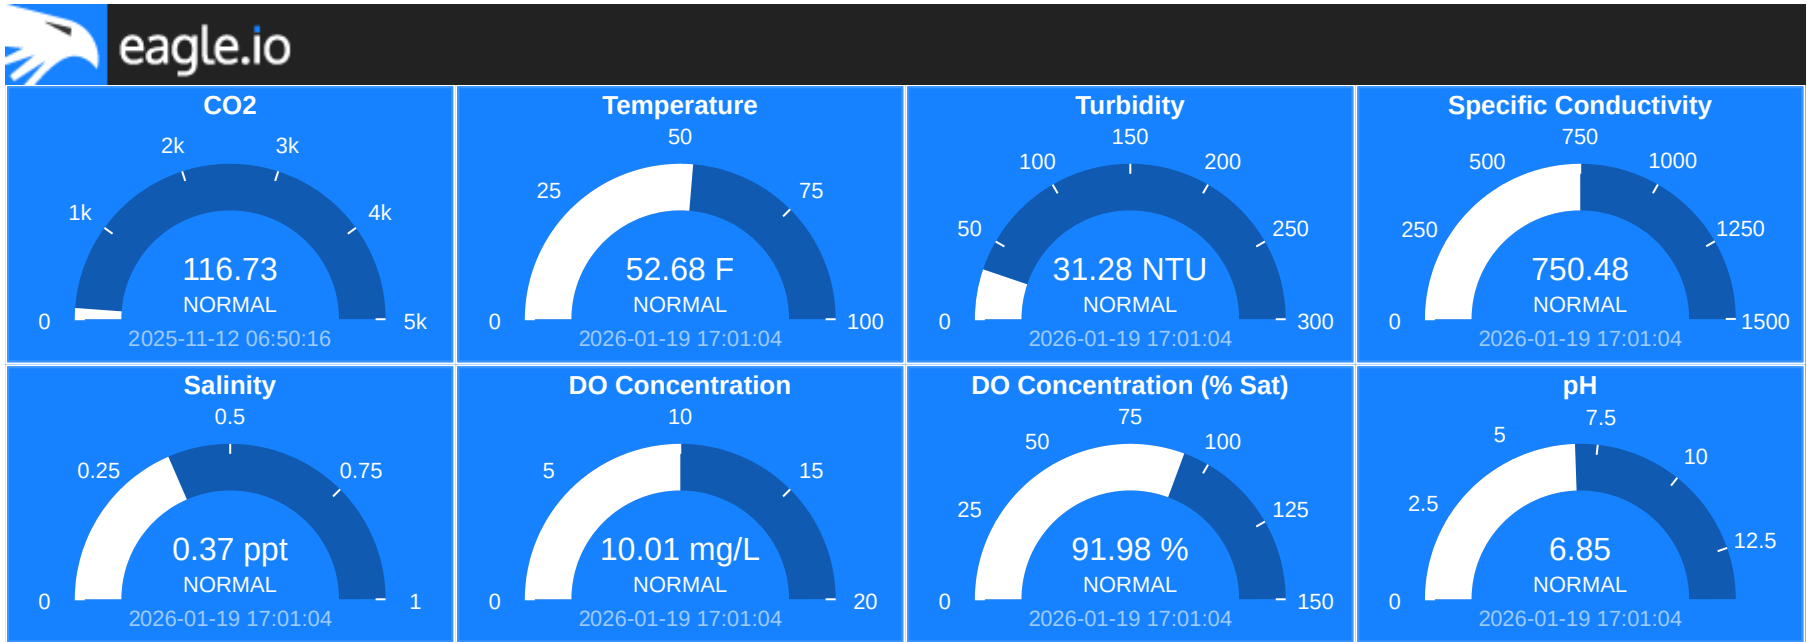 eagle.io
CO2
0
1k
2k
3k
4k
5k
116.73
NORMAL
2025-11-12 06:50:16
Temperature
0
25
50
75
100
52.68 F
NORMAL
2026-01-19 17:01:04
Turbidity
0
50
100
150
200
250
300
31.28 NTU
NORMAL
2026-01-19 17:01:04
Specific Conductivity
0
250
500
750
1000
1250
1500
750.48
NORMAL
2026-01-19 17:01:04
Salinity
0
0.25
0.5
0.75
1
0.37 ppt
NORMAL
2026-01-19 17:01:04
DO Concentration
0
5
10
15
20
10.01 mg/L
NORMAL
2026-01-19 17:01:04
DO Concentration (% Sat)
0
25
50
75
100
125
150
91.98 %
NORMAL
2026-01-19 17:01:04
pH
0
2.5
5
7.5
10
12.5
6.85
NORMAL
2026-01-19 17:01:04